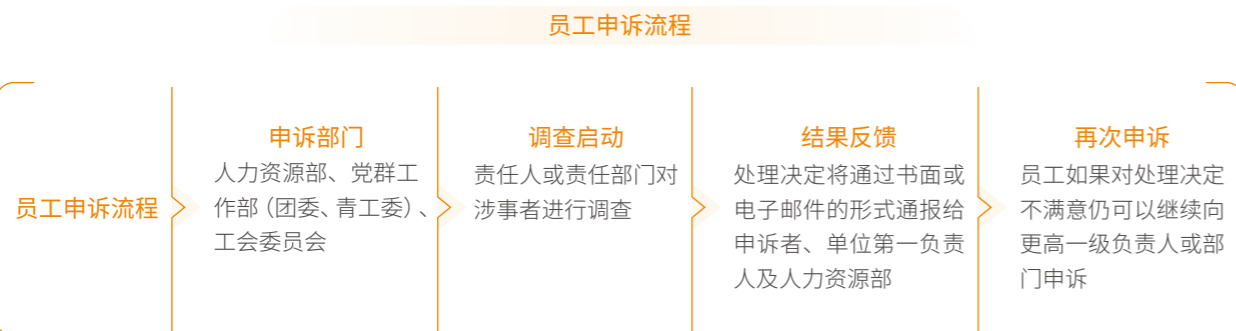 员工申诉流程
员工申诉流程
申诉部门
人力资源部、党群工
作部（团委、青工委）、
工会委员会
调查启动
责任人或责任部门对
涉事者进行调查
结果反馈
处理决定将通过书面或
电子邮件的形式通报给
申诉者、单位第一负责
人及人力资源部
再次申诉
员工如果对处理决定
不满意仍可以继续向
更高一级负责人或部
门申诉